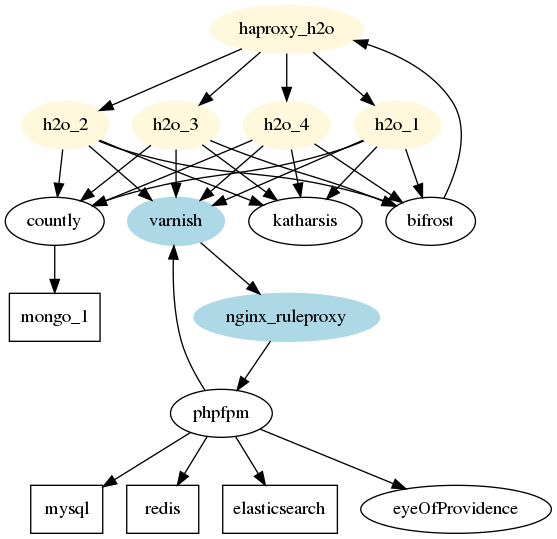 haproxy_h2o
h2o_2
h2o_3
h2o_4
h2o_1
countly
varnish
katharsis
bifrost
mongo_1
nginx_ruleproxy
phpfpm
mysql
redis
elasticsearch
eyeOfProvidence